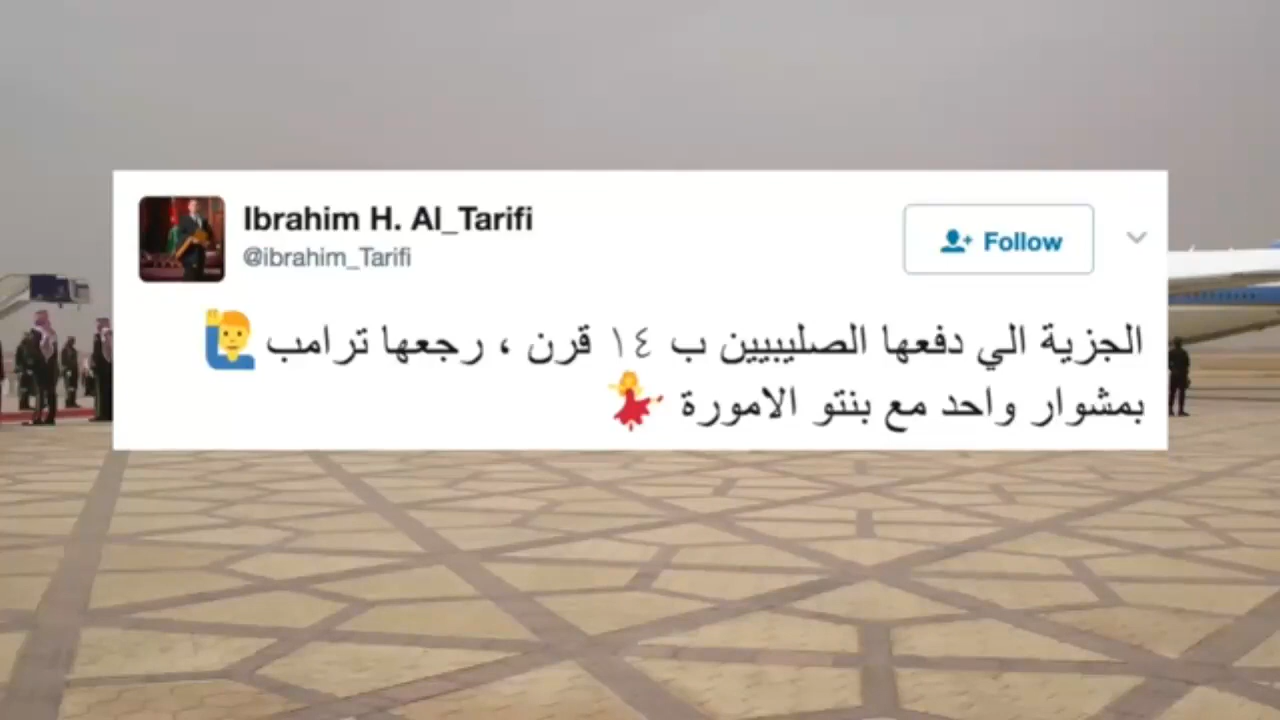 Ibrahim H. Al_Tarifi
@ibrahim_Tarifi
Follow
الجزية الي دفعها الصليبيين ب ١٤ قرن ، رجعها ترامب 🙋‍♂️
بمشوار واحد مع بنتو الامورة 💃